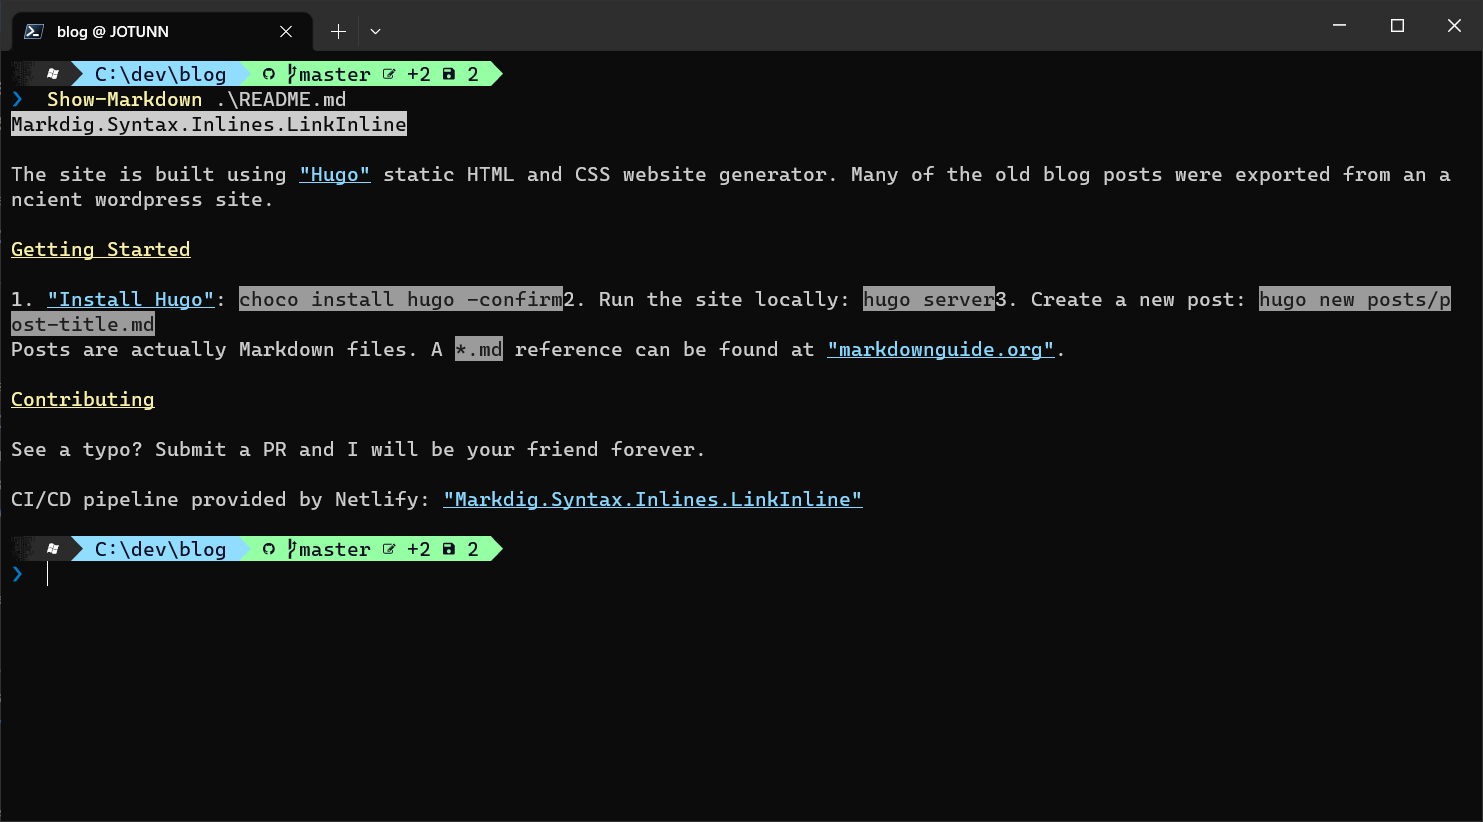 blog @ JOTUNN
C:\dev\blog master +2 2
❯ Show-Markdown .\README.md
Markdig.Syntax.Inlines.LinkInline
The site is built using "Hugo" static HTML and CSS website generator. Many of the old blog posts were exported from an a
ncient wordpress site.
Getting Started
1. "Install Hugo": choco install hugo -confirm2. Run the site locally: hugo server3. Create a new post: hugo new posts/p
ost-title.md
Posts are actually Markdown files. A *.md reference can be found at "markdownguide.org".
Contributing
See a typo? Submit a PR and I will be your friend forever.
CI/CD pipeline provided by Netlify: "Markdig.Syntax.Inlines.LinkInline"
C:\dev\blog master +2 2
❯